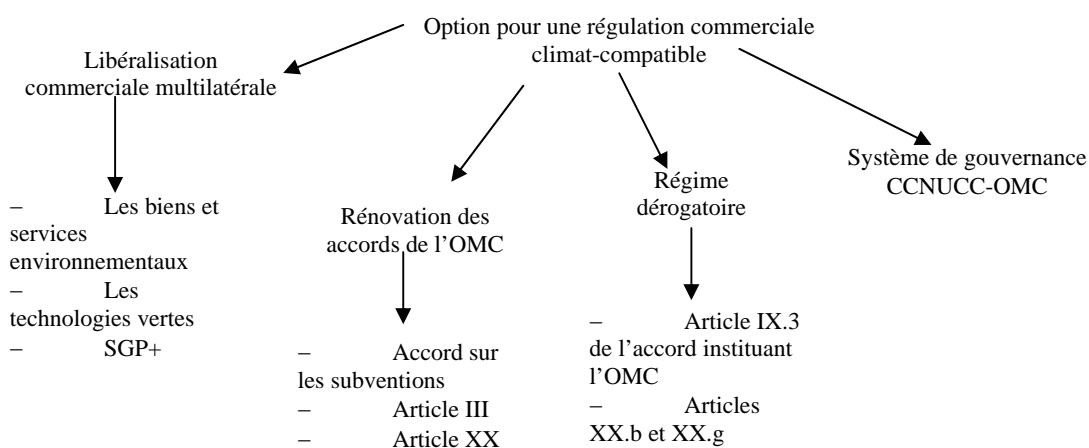 Option pour une régulation commerciale
climat-compatible
Libéralisation
commerciale multilatérale
– Les biens et
services
environnementaux
– Les
technologies vertes
– SGP+
Rénovation des
accords de l’OMC
– Accord sur
les subventions
– Article III
– Article XX
Régime
dérogatoire
– Article IX.3
de l’accord instituant
l’OMC
– Articles
XX.b et XX.g
Système de gouvernance
CCNUCC-OMC